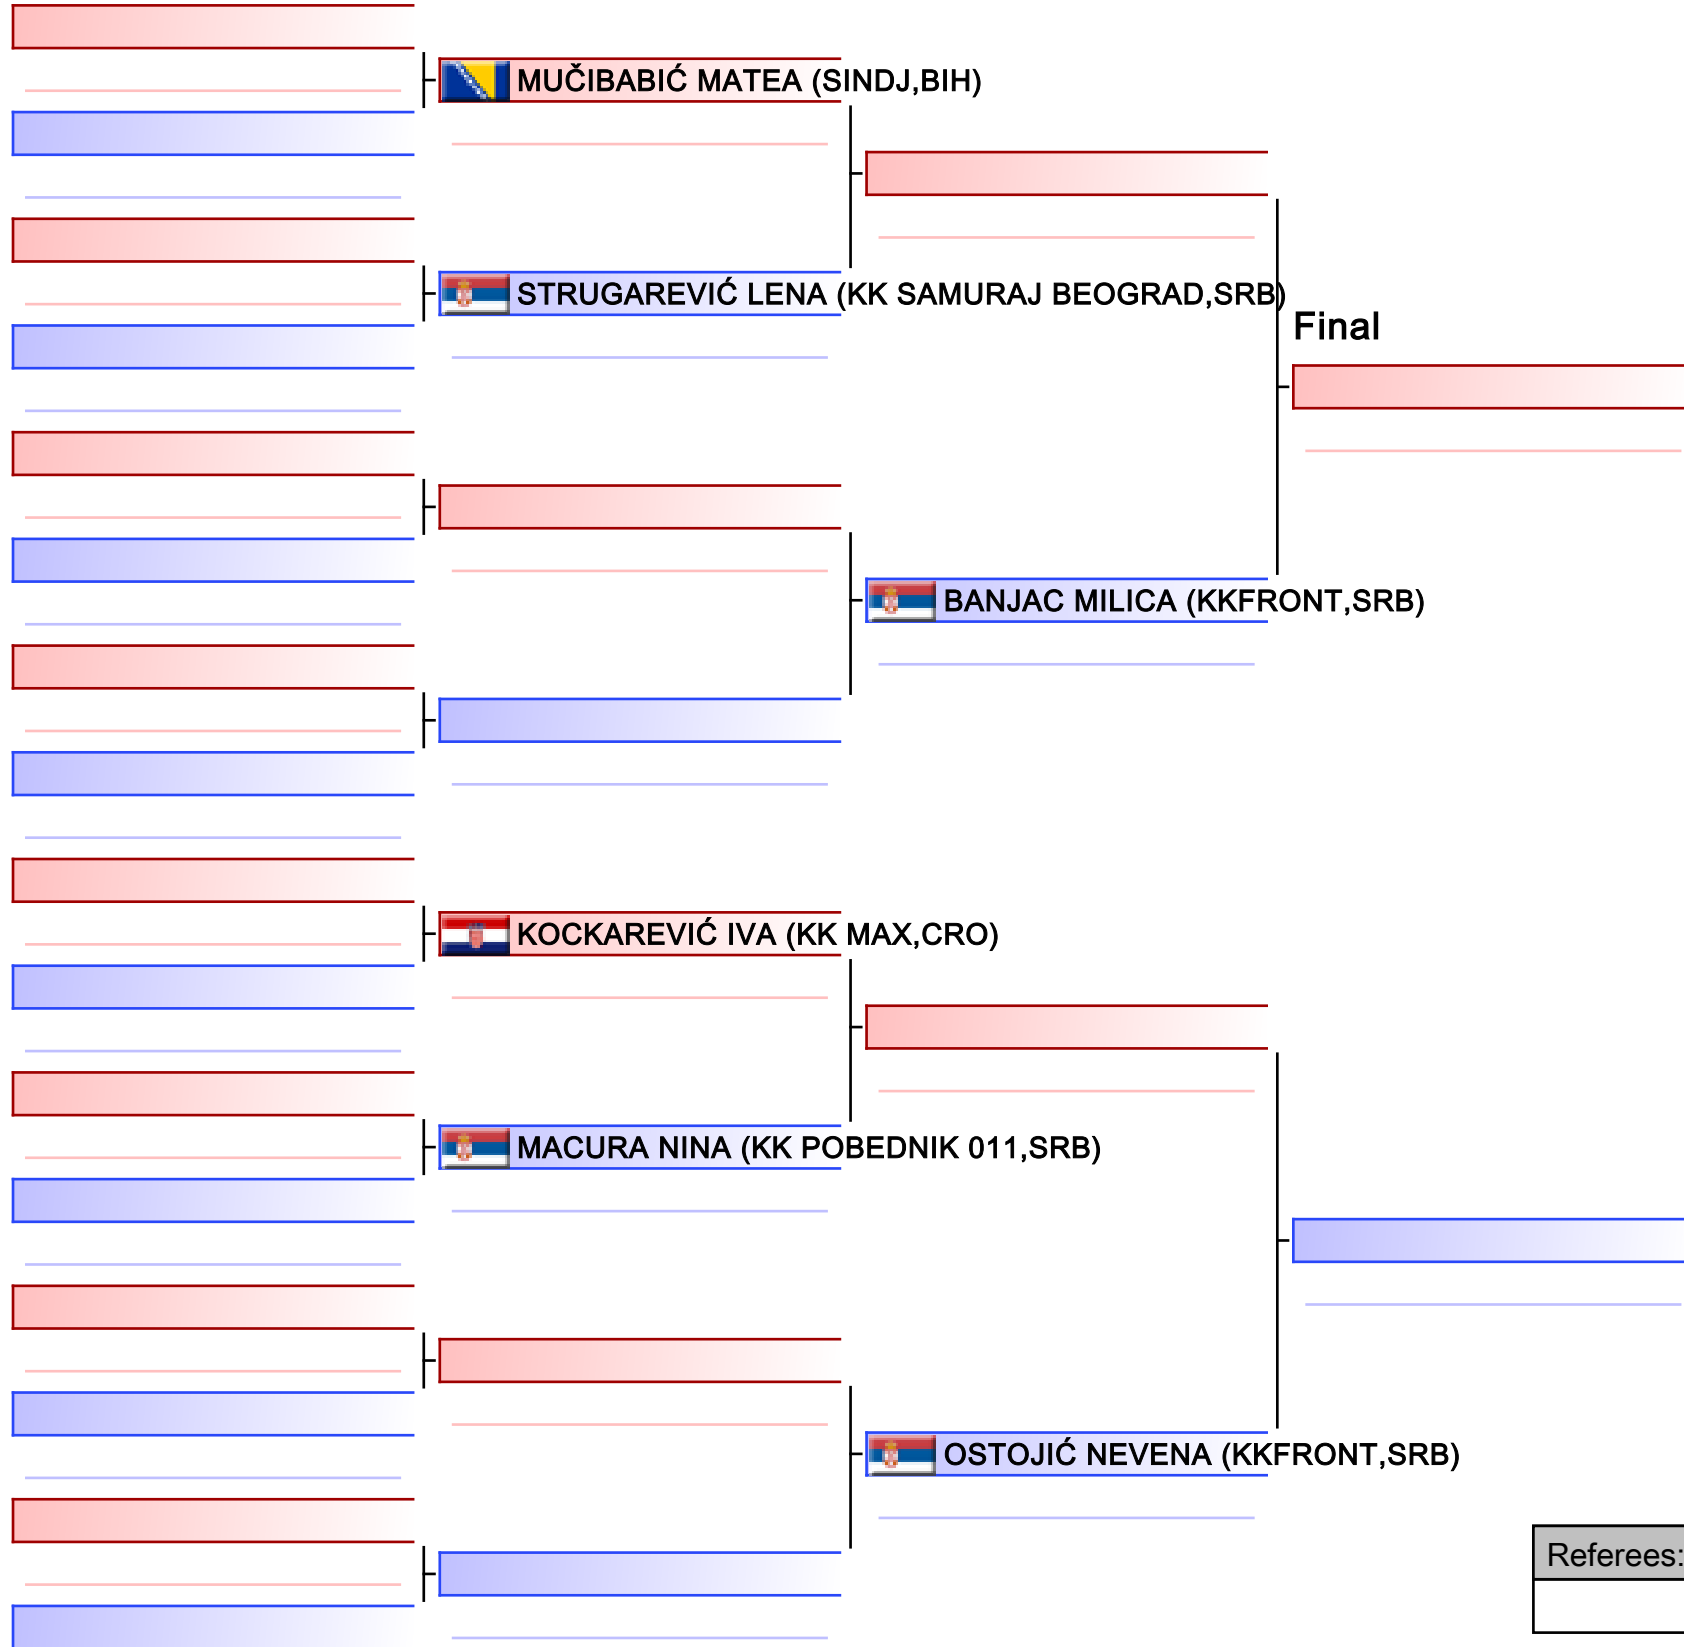 MUČIBABIĆ MATEA (SINDJ,BIH)
STRUGAREVIĆ LENA (KK SAMURAJ BEOGRAD,SRB)
Final
BANJAC MILICA (KKFRONT,SRB)
KOCKAREVIĆ IVA (KK MAX,CRO)
MACURA NINA (KK POBEDNIK 011,SRB)
OSTOJIĆ NEVENA (KKFRONT,SRB)
Referees: